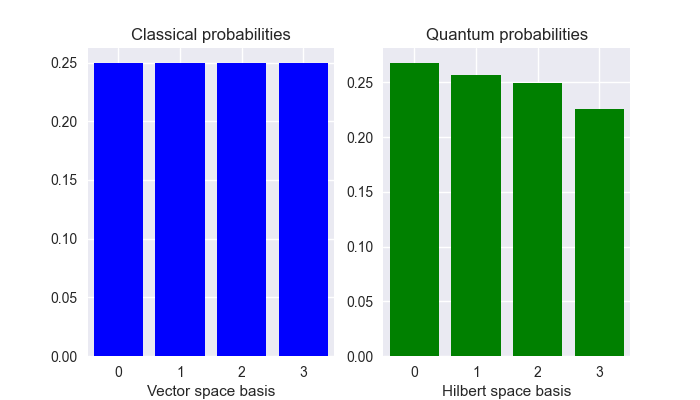 Classical probabilities
0.25
0.20
0.15
0.10
0.05
0.00
0 1 2 3
Vector space basis
Quantum probabilities
0.25
0.20
0.15
0.10
0.05
0.00
0 1 2 3
Hilbert space basis